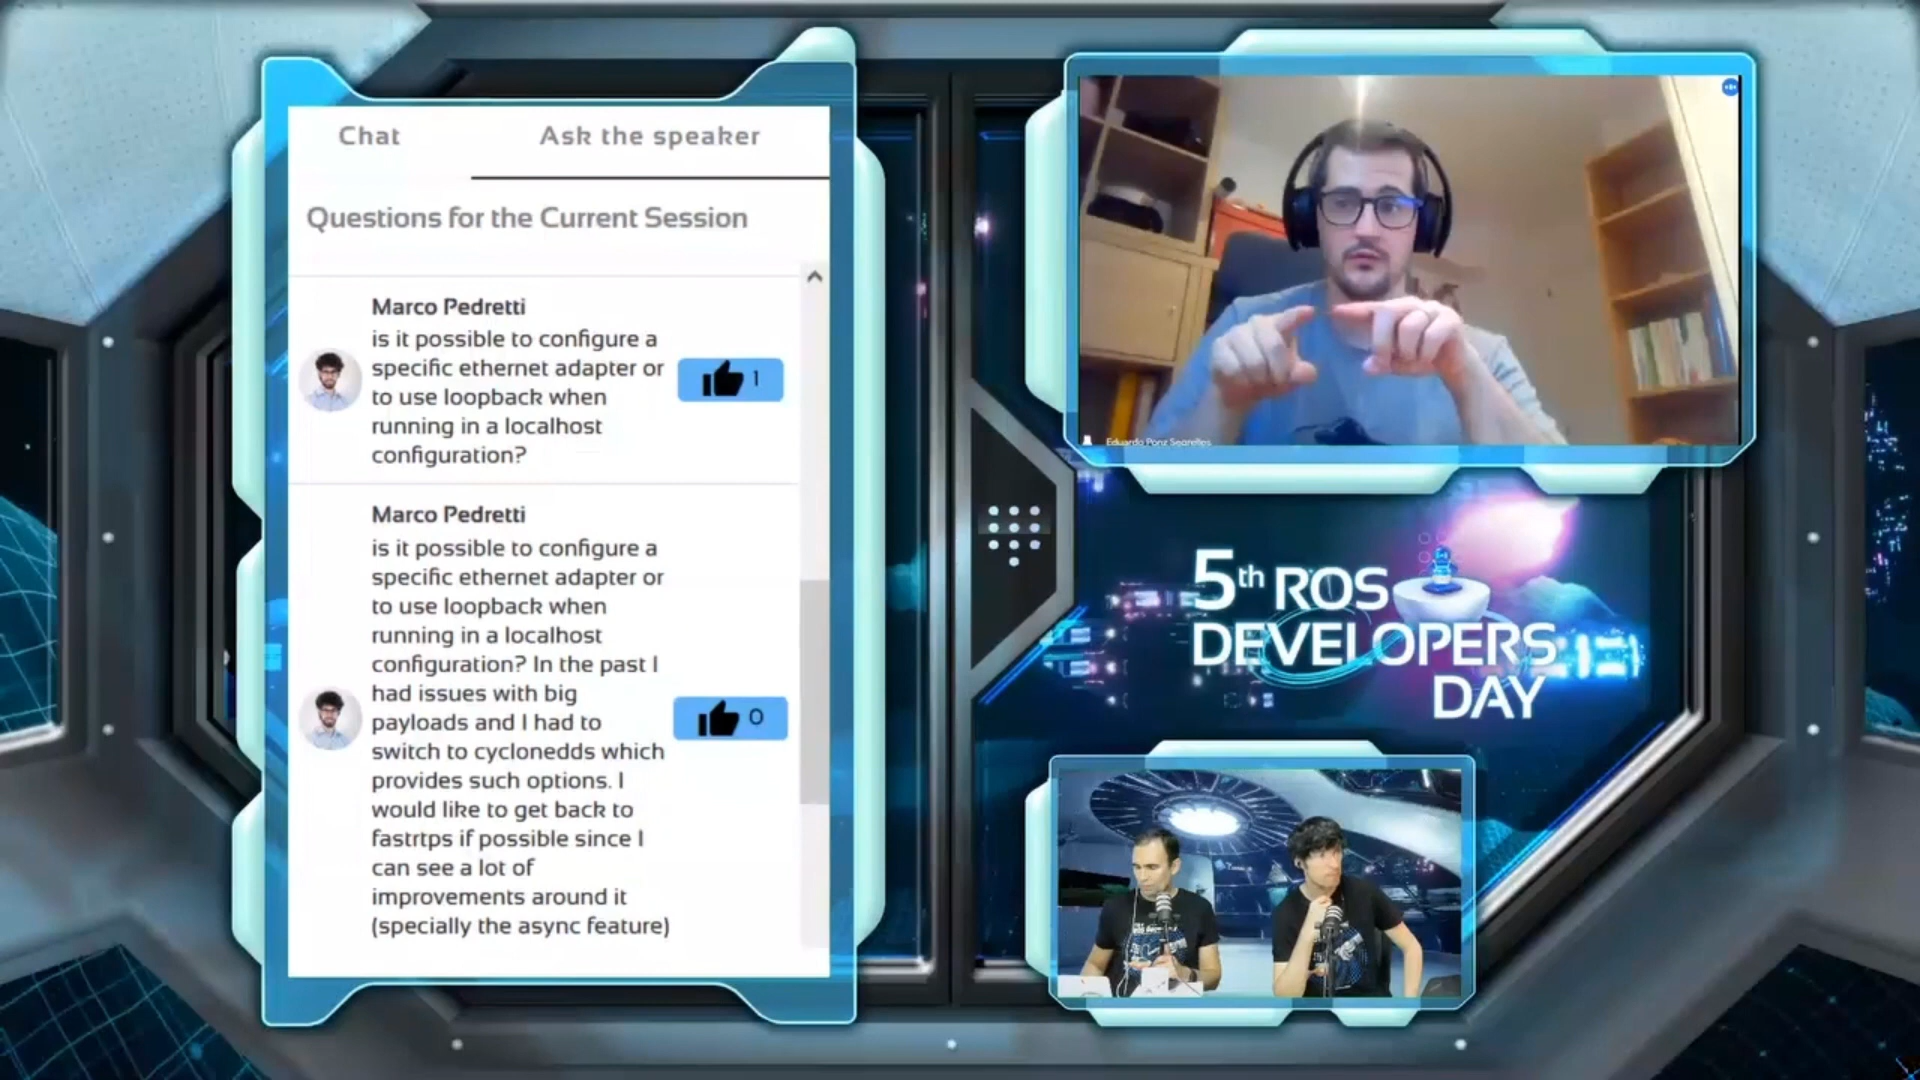 Chat
Ask the speaker
Questions for the Current Session
Marco Pedretti
is it possible to configure a
specific ethernet adapter or
to use loopback when
running in a localhost
configuration?
1
Marco Pedretti
is it possible to configure a
specific ethernet adapter or
to use loopback when
running in a localhost
configuration? In the past I
had issues with big
payloads and I had to
switch to cyclonedds which
provides such options. I
would like to get back to
fastrtps if possible since I
can see a lot of
improvements around it
(specially the async feature)
0
Eduardo Ponz Segrelles
5th ROS
DEVELOPERS
DAY